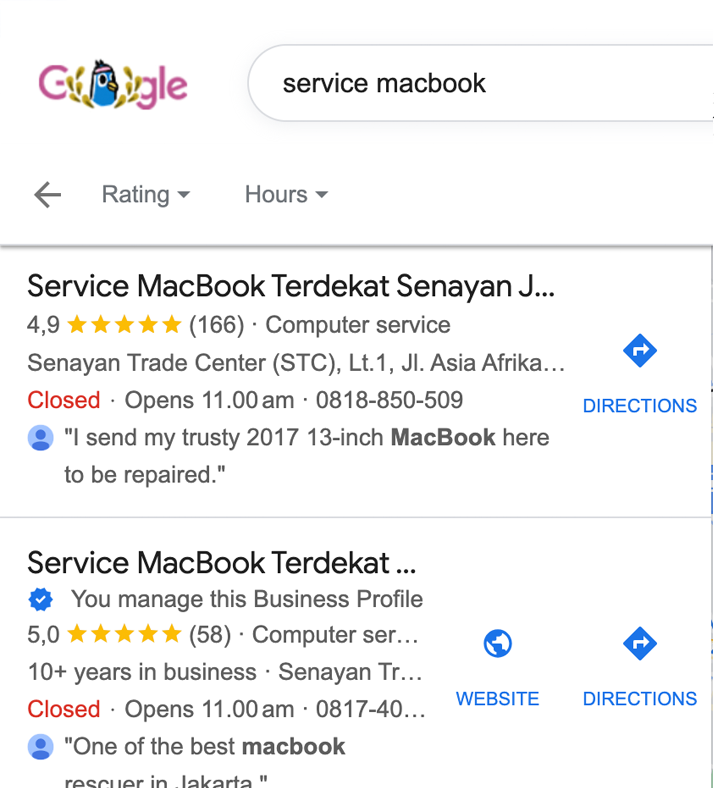 Google
service macbook
Rating
Hours
Service MacBook Terdekat Senayan J...
4,9 (166) · Computer service
Senayan Trade Center (STC), Lt.1, Jl. Asia Afrika...
Closed · Opens 11.00 am · 0818-850-509
DIRECTIONS
"I send my trusty 2017 13-inch MacBook here
to be repaired."
Service MacBook Terdekat ...
You manage this Business Profile
5,0 (58) · Computer ser...
10+ years in business · Senayan Tr...
Closed · Opens 11.00 am · 0817-40...
WEBSITE
DIRECTIONS
"One of the best macbook
rescuer in Jakarta."